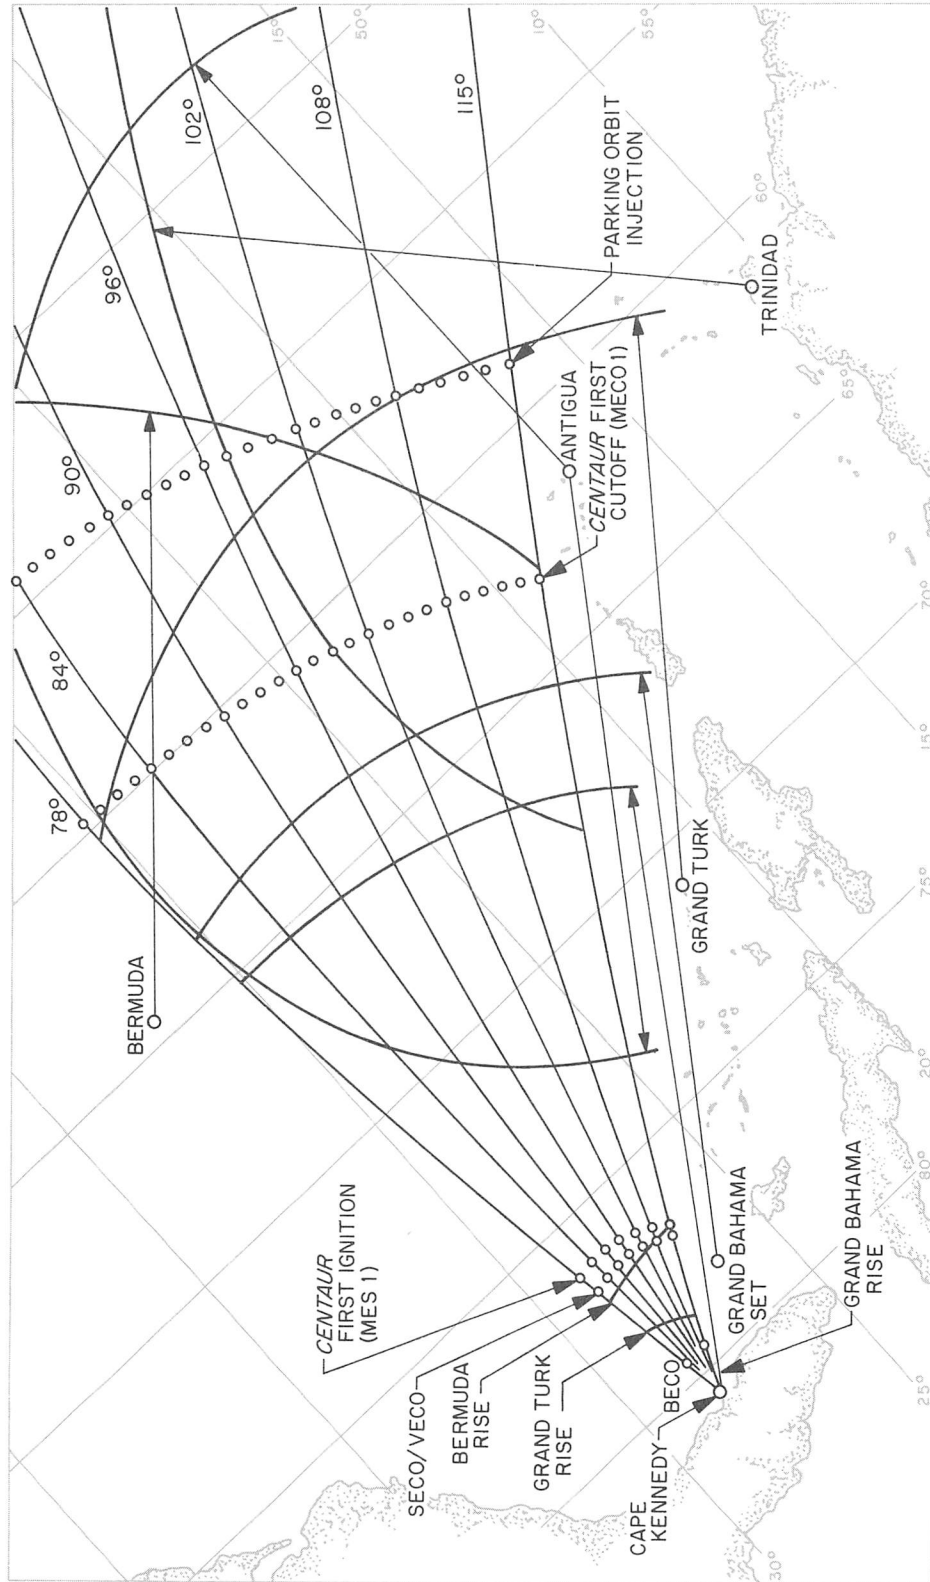 78°
84°
90°
96°
102°
108°
115°
15°
50°
10°
55°
60°
65°
70°
15°
75°
20°
80°
25°
30°
BERMUDA
CENTAUR
FIRST IGNITION
(MES 1)
SECO/VECO
BERMUDA
RISE
GRAND TURK
RISE
BECO
CAPE
KENNEDY
GRAND BAHAMA
RISE
GRAND BAHAMA
SET
GRAND TURK
ANTIGUA
CENTAUR FIRST
CUTOFF (MECO1)
PARKING ORBIT
INJECTION
TRINIDAD